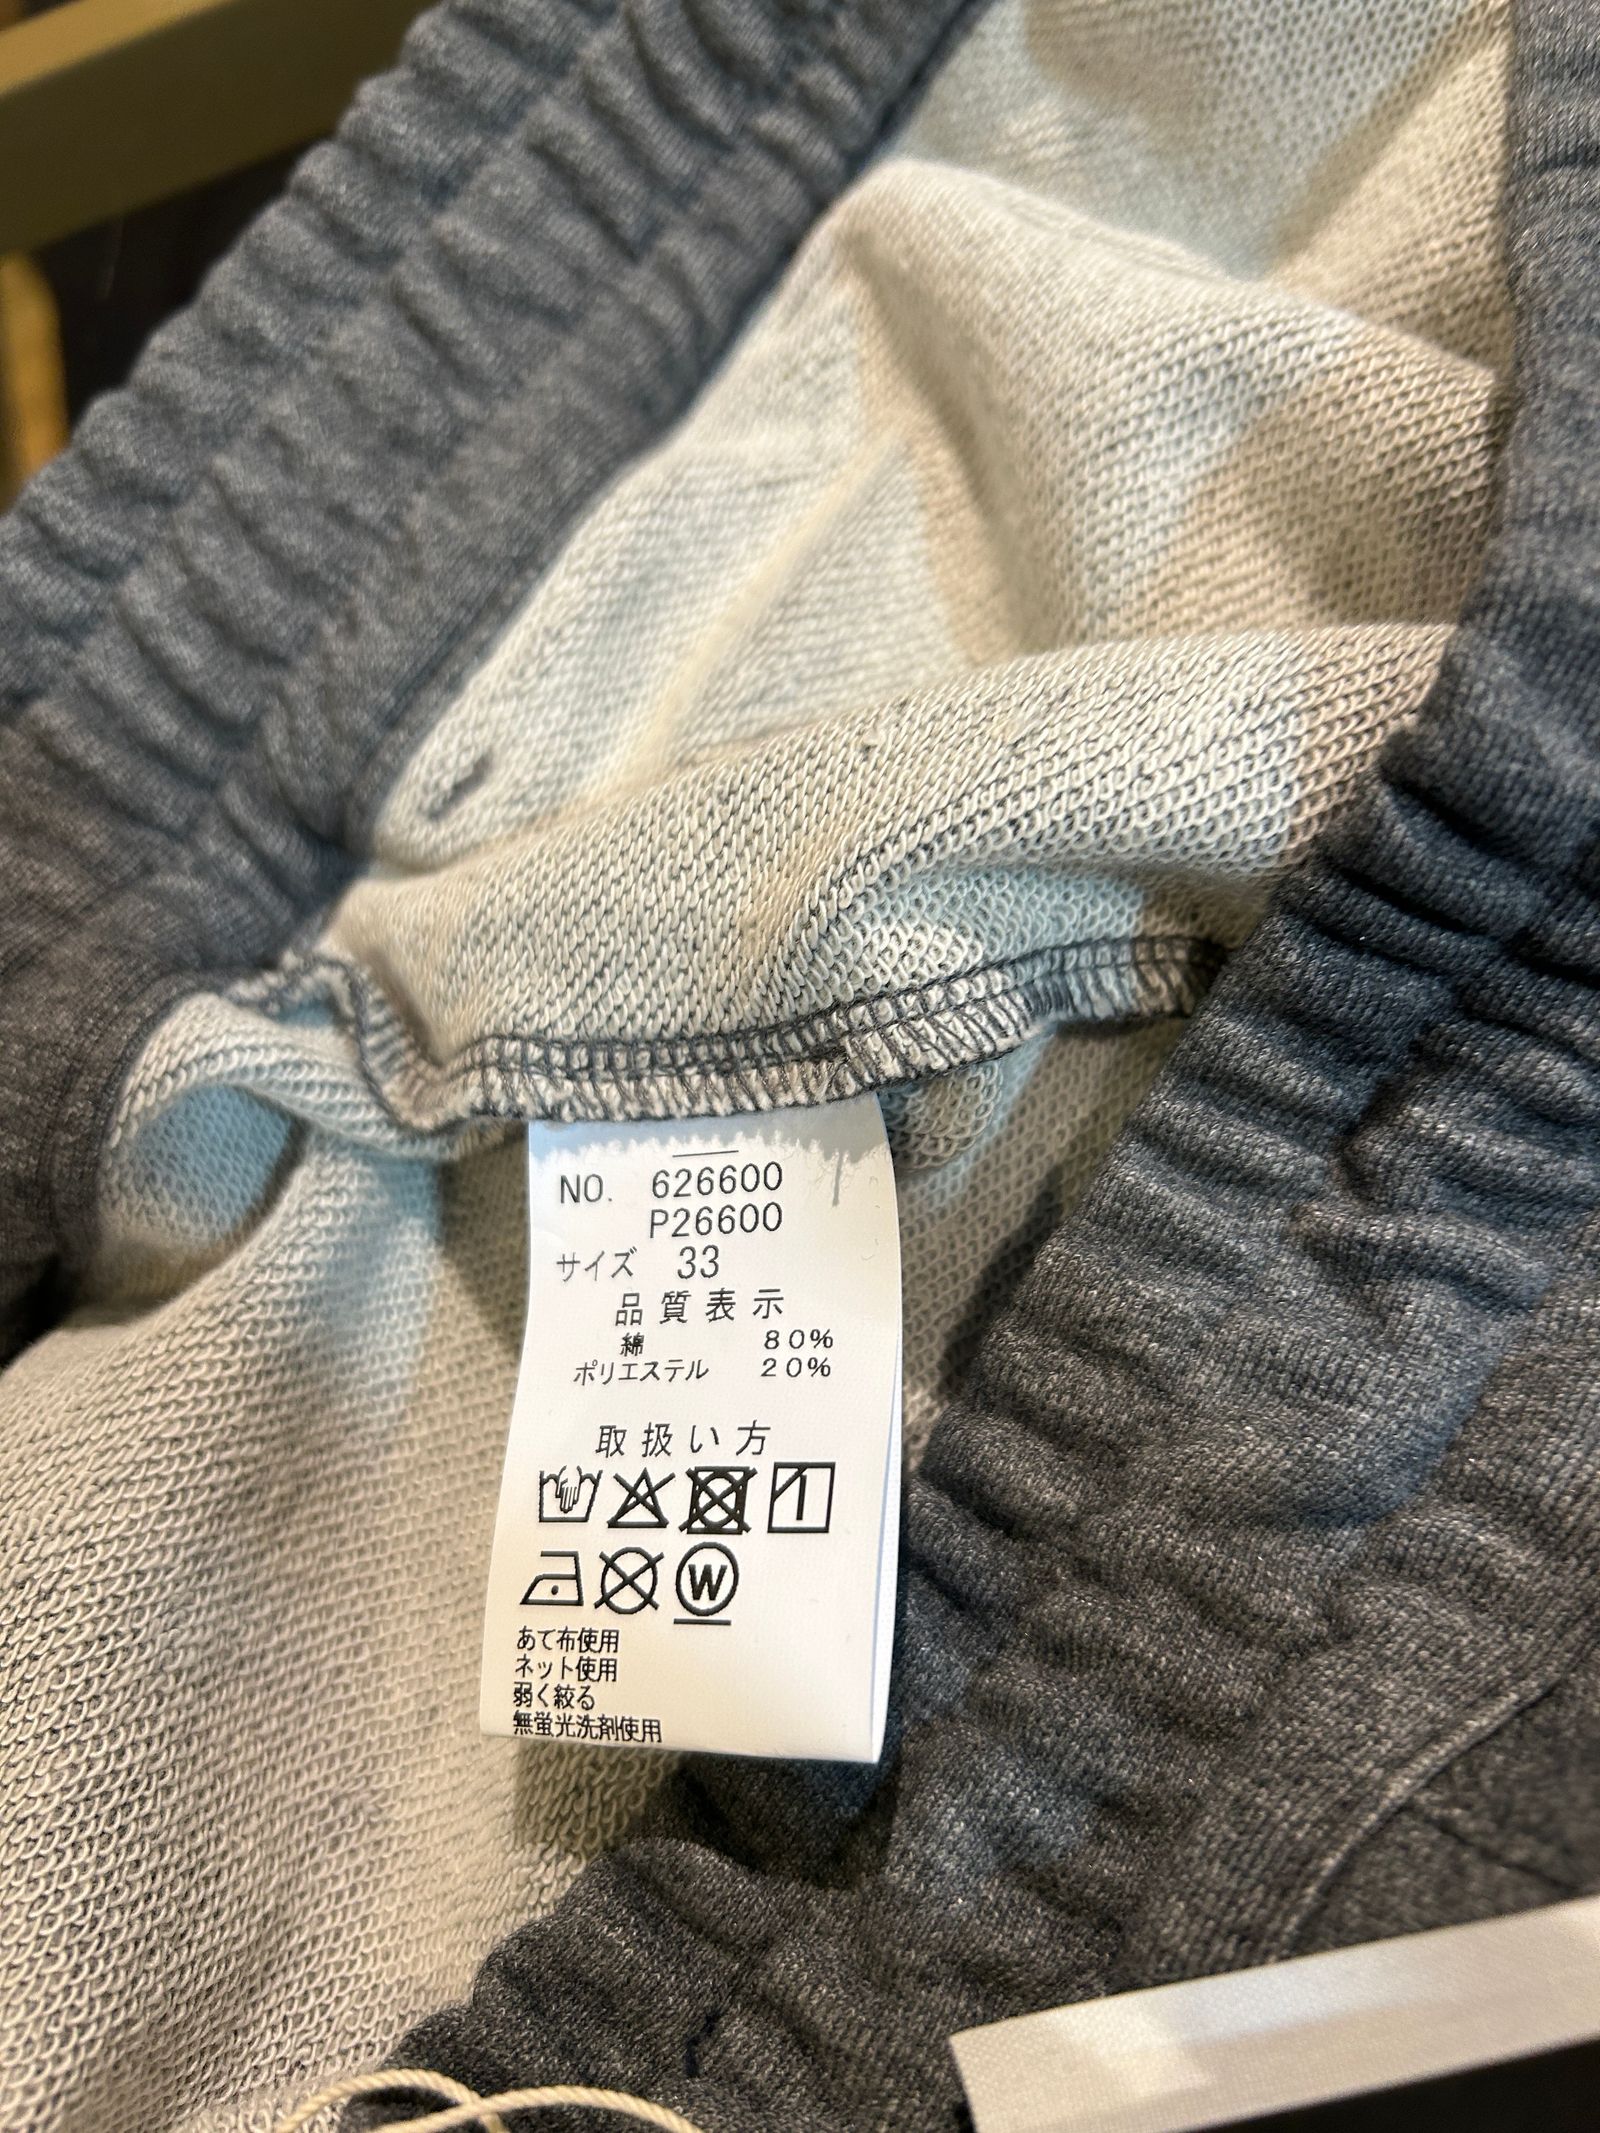 NO. 626600
P26600
サイズ 33
品質表示
綿 80%
ポリエステル 20%
取扱い方
W
あて布使用
ネット使用
弱く絞る
無蛍光洗剤使用